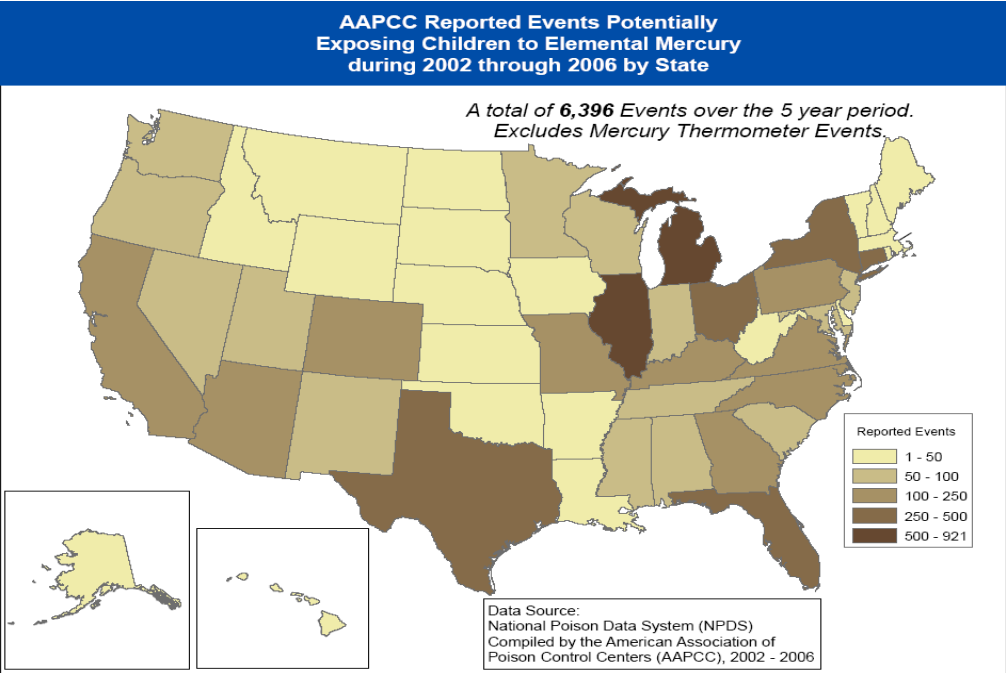 AAPCC Reported Events Potentially
Exposing Children to Elemental Mercury
during 2002 through 2006 by State
A total of 6,396 Events over the 5 year period.
Excludes Mercury Thermometer Events.
Reported Events
1 - 50
50 - 100
100 - 250
250 - 500
500 - 921
Data Source:
National Poison Data System (NPDS)
Compiled by the American Association of
Poison Control Centers (AAPCC), 2002 - 2006